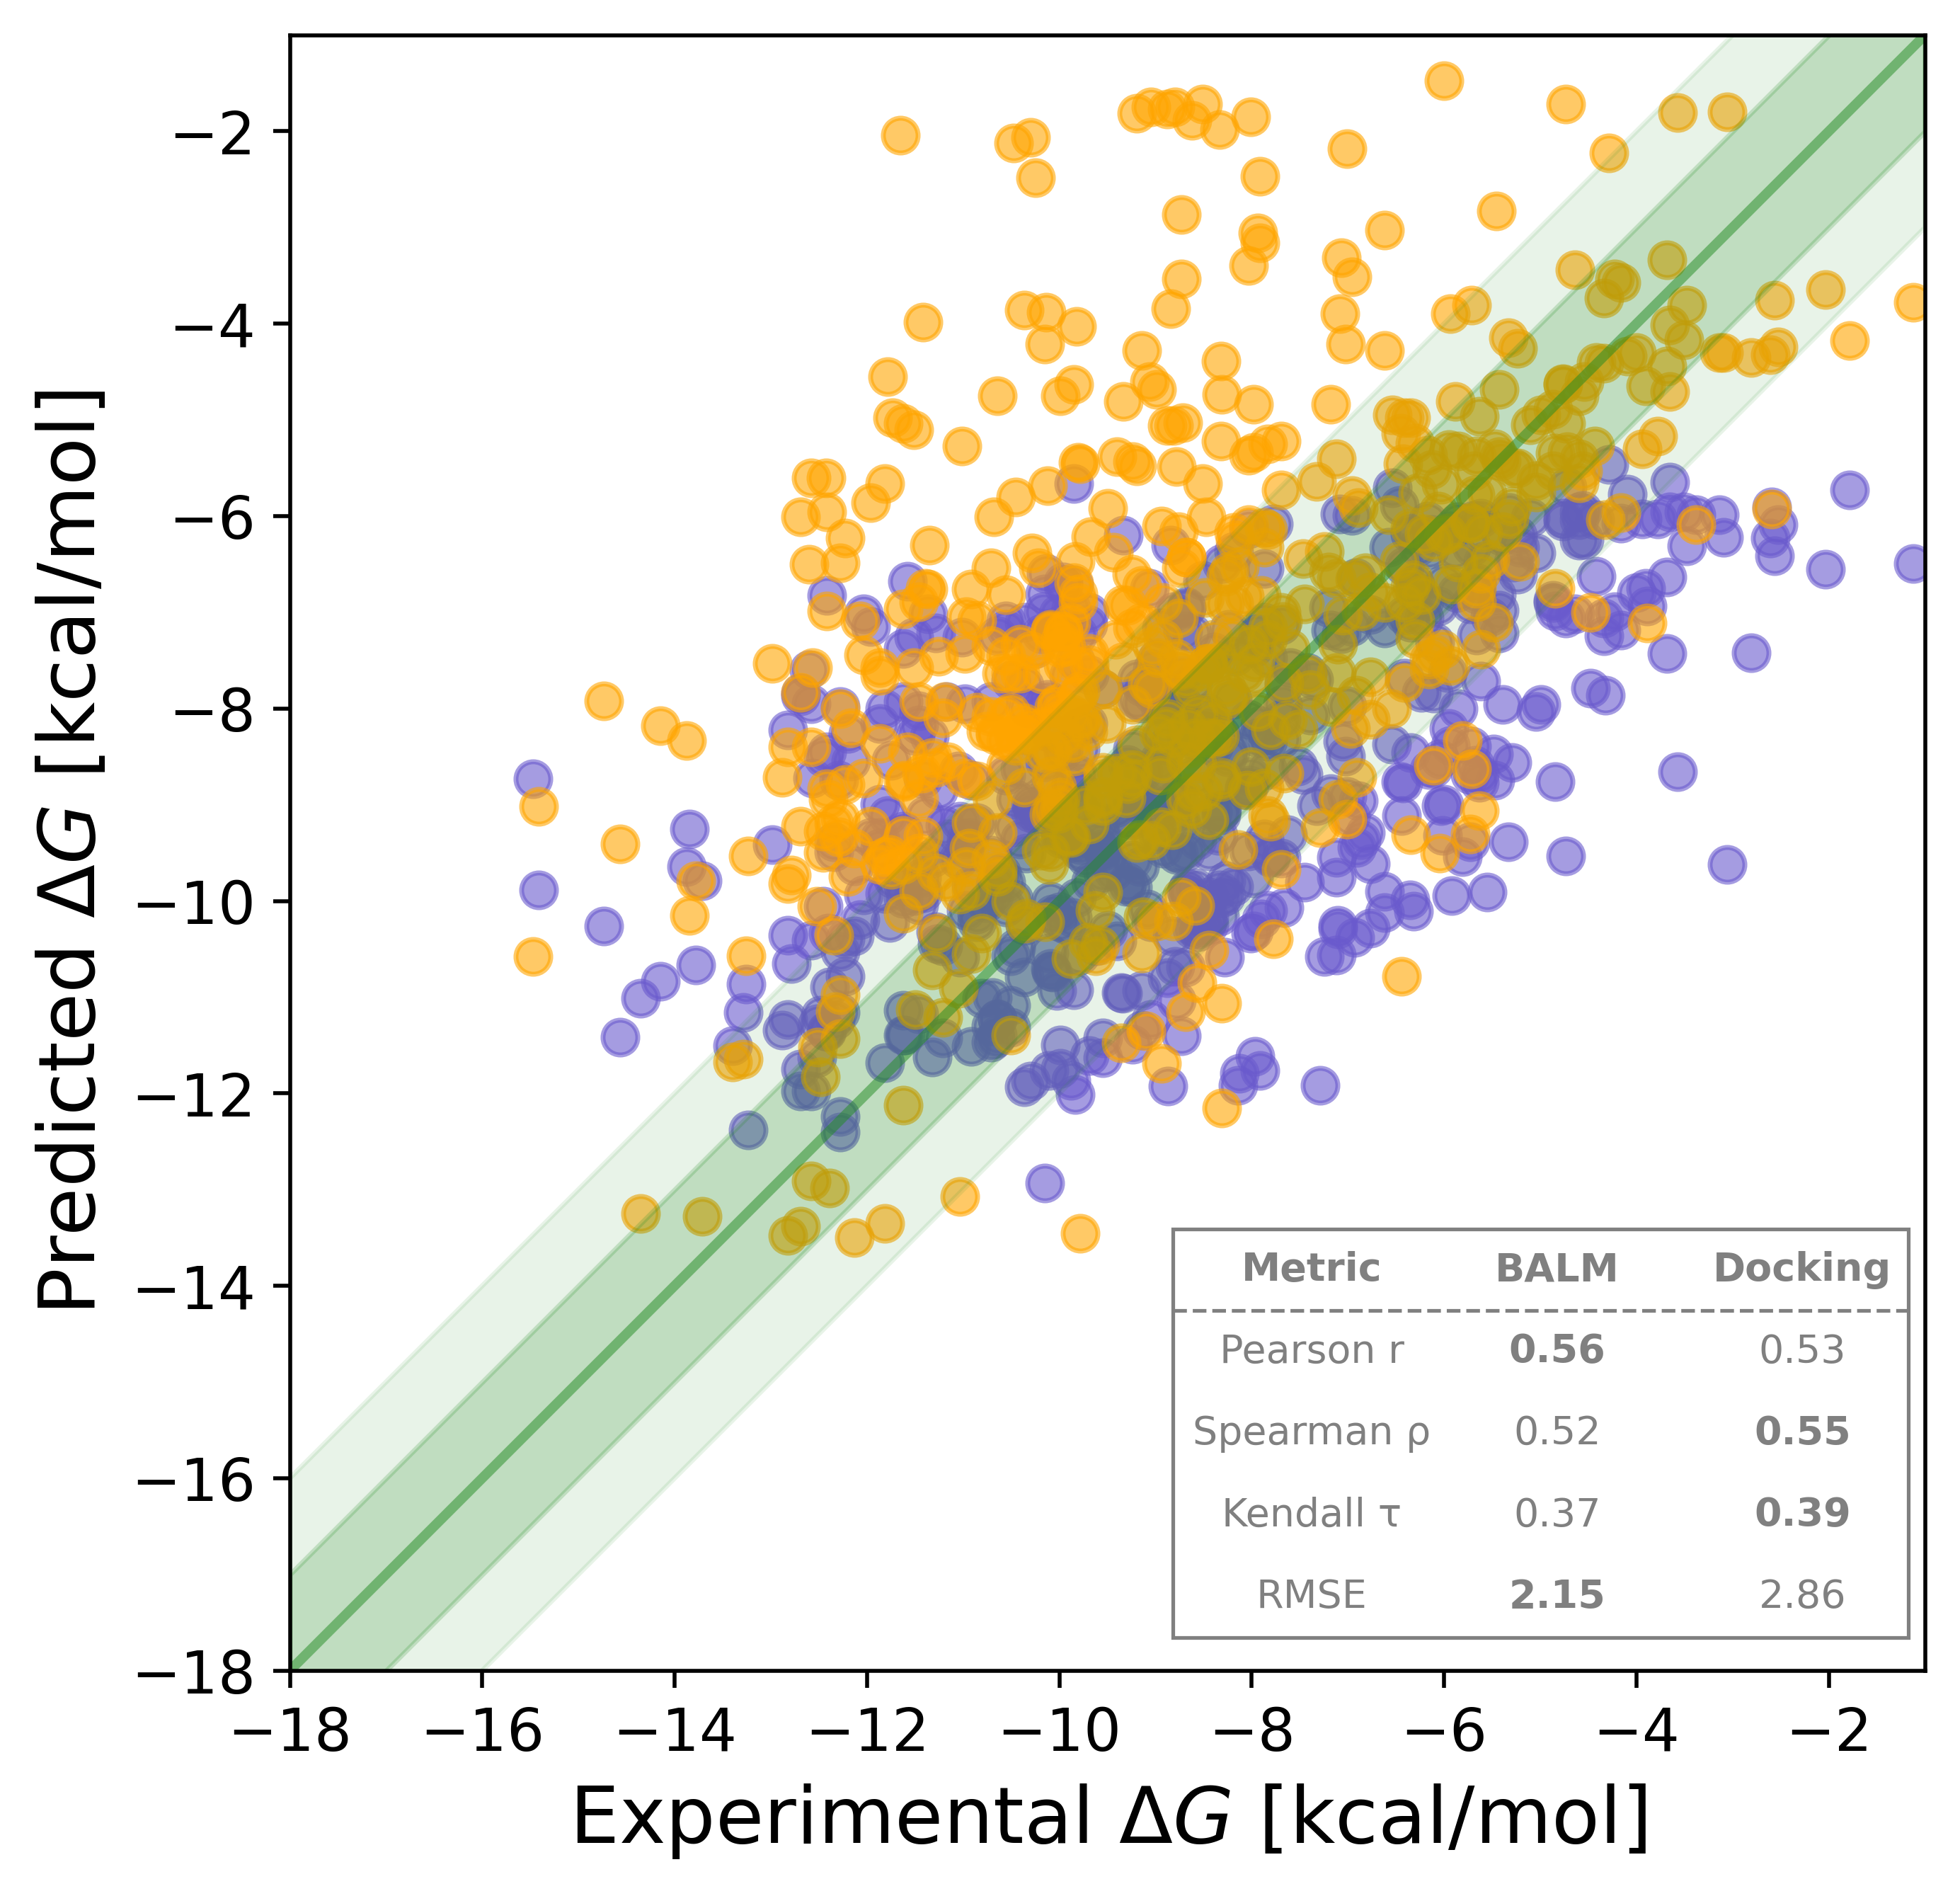 Predicted ΔG [kcal/mol]
−2
−4
−6
−8
−10
−12
−14
−16
−18
Metric BALM Docking
Pearson r 0.56 0.53
Spearman ρ 0.52 0.55
Kendall τ 0.37 0.39
RMSE 2.15 2.86
−18 −16 −14 −12 −10 −8 −6 −4 −2
Experimental ΔG [kcal/mol]